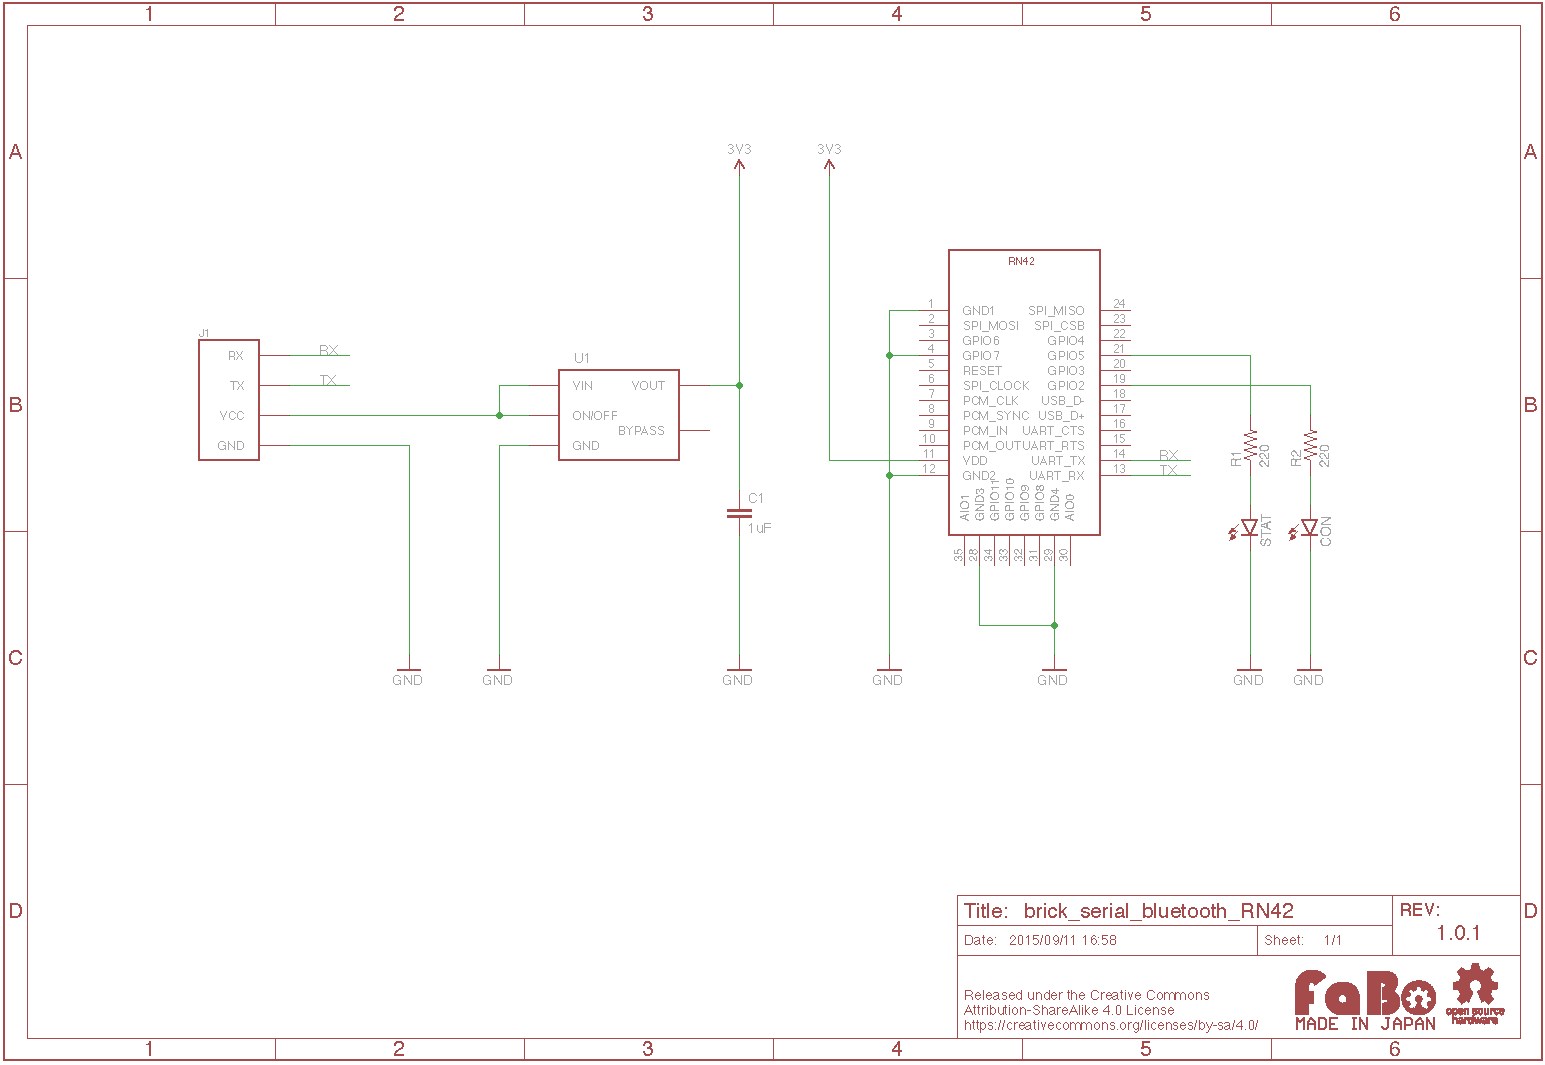 1 2 3 4 5 6
A A
3V3 3V3
RN42
1 GND1 SPI_MISO 24
2 SPI_MOSI SPI_CSB 23
3 GPIO6 GPIO4 22
4 GPIO7 GPIO5 21
5 RESET GPIO3 20
6 SPI_CLOCK GPIO2 19
7 PCM_CLK USB_D- 18
8 PCM_SYNC USB_D+ 17
9 PCM_IN UART_CTS 16
10 PCM_OUT UART_RTS 15
11 VDD UART_TX 14 RX
12 GND2 UART_RX 13 TX
AIO1 GND3 GPIO11 GPIO10 GPIO9 GPIO8 GND4 AIO0
35 28 34 33 32 31 29 30
J1
RX RX
TX TX
VCC
GND
U1
VIN VOUT
ON/OFF
BYPASS
GND
B B
C1
1uF
R1 220 R2 220
STAT CON
C C
GND GND GND GND GND GND GND
D D
Title: brick_serial_bluetooth_RN42
REV:
1.0.1
Date: 2015/09/11 16:58
Sheet: 1/1
Released under the Creative Commons
Attribution-ShareAlike 4.0 License
https://creativecommons.org/licenses/by-sa/4.0/
FaBo
MADE IN JAPAN
open source
hardware
1 2 3 4 5 6